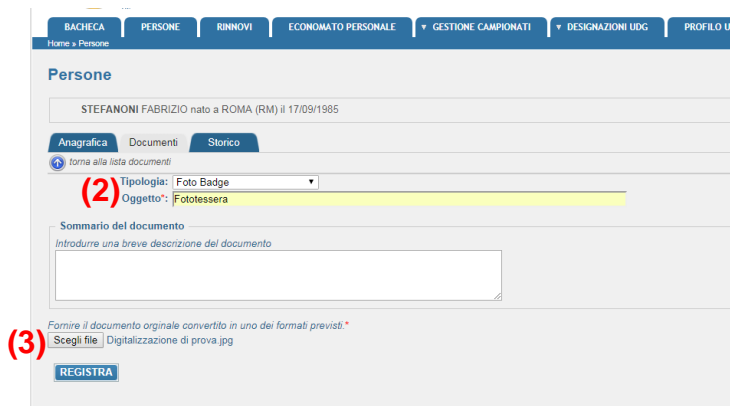 BACHECA PERSONE RINNOVI ECONOMATO PERSONALE ▼ GESTIONE CAMPIONATI ▼ DESIGNAZIONI UDG PROFILO U
Home » Persone
Persone
STEFANONI FABRIZIO nato a ROMA (RM) il 17/09/1985
Anagrafica Documenti Storico
torna alla lista documenti
(2) Tipologia: Foto Badge ▼
Oggetto*: Fototessera
Sommario del documento
Introdurre una breve descrizione del documento
Fornire il documento orginale convertito in uno dei formati previsti.*
(3) Scegli file Digitalizzazione di prova.jpg
REGISTRA